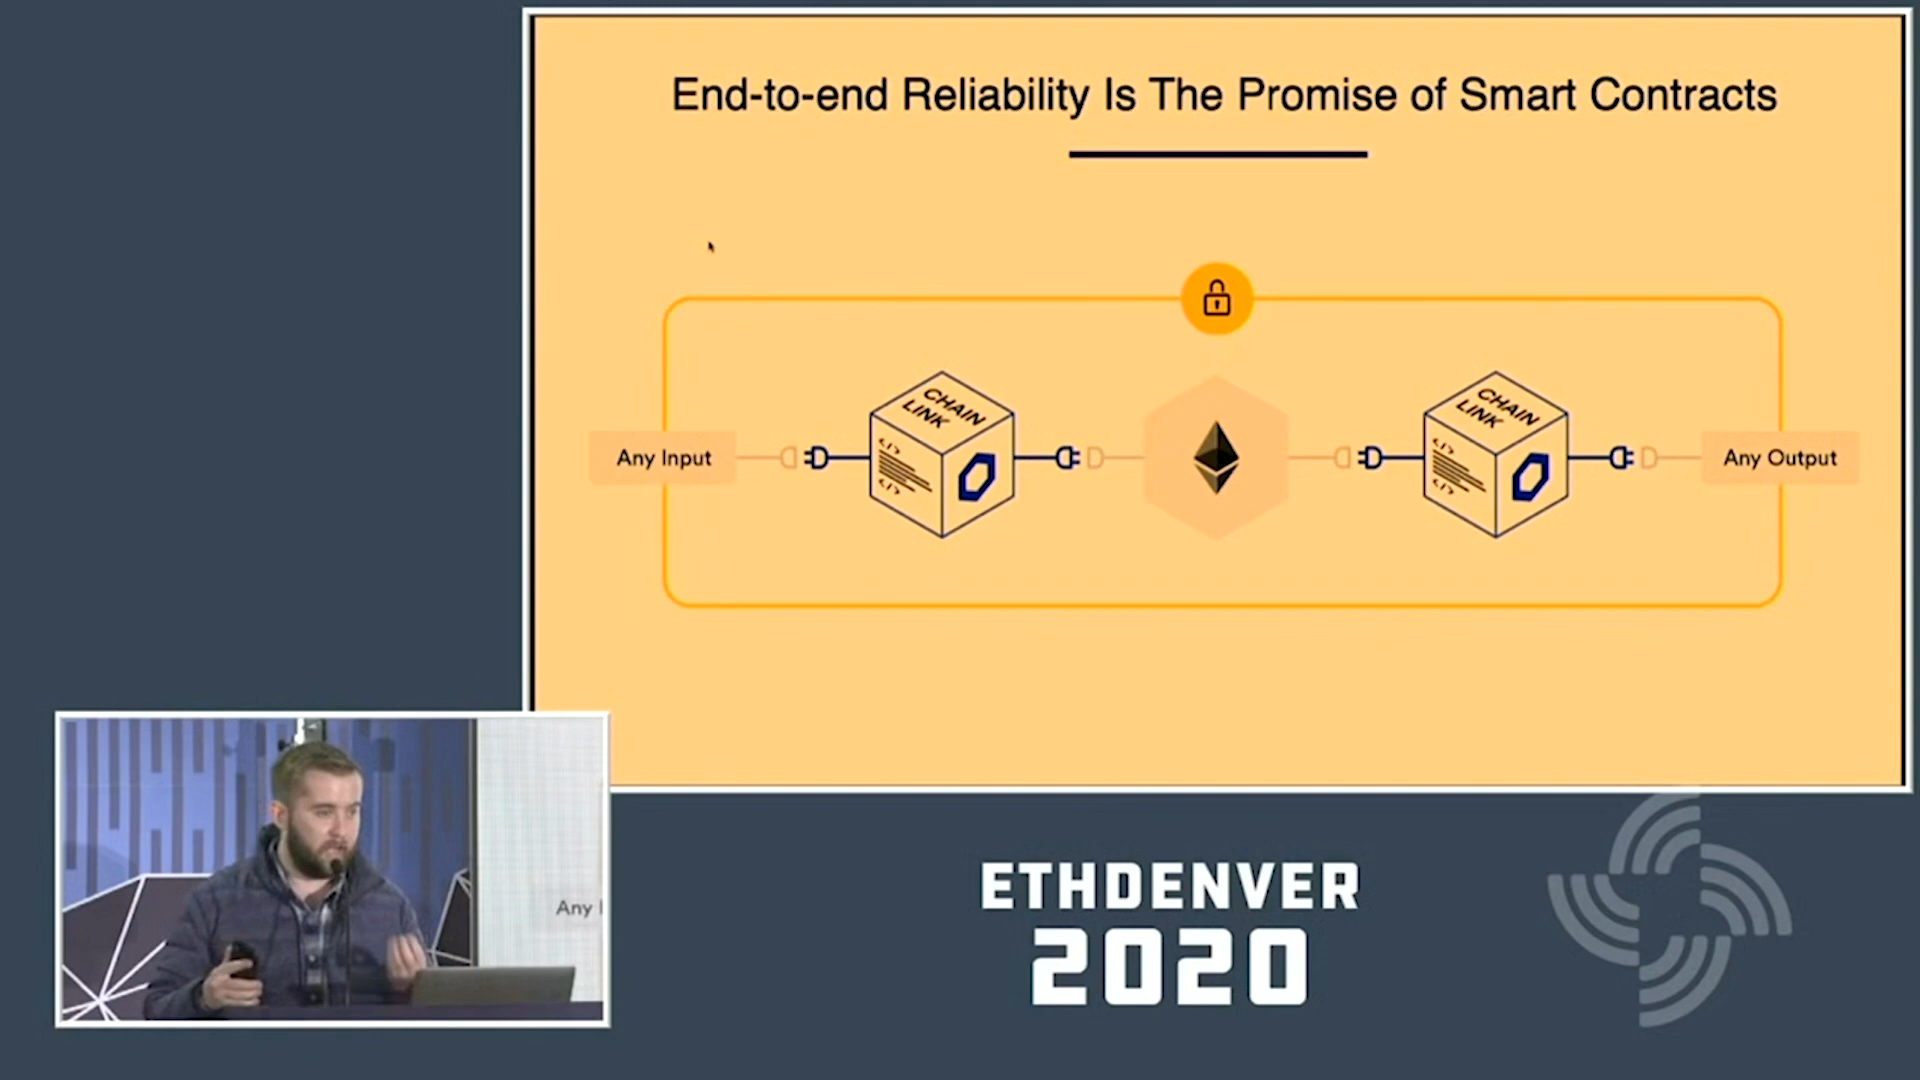 End-to-end Reliability Is The Promise of Smart Contracts
CHAIN
LINK
</>
</>
Any Input
CHAIN
LINK
</>
</>
Any Output
Any
ETHDENVER
2020